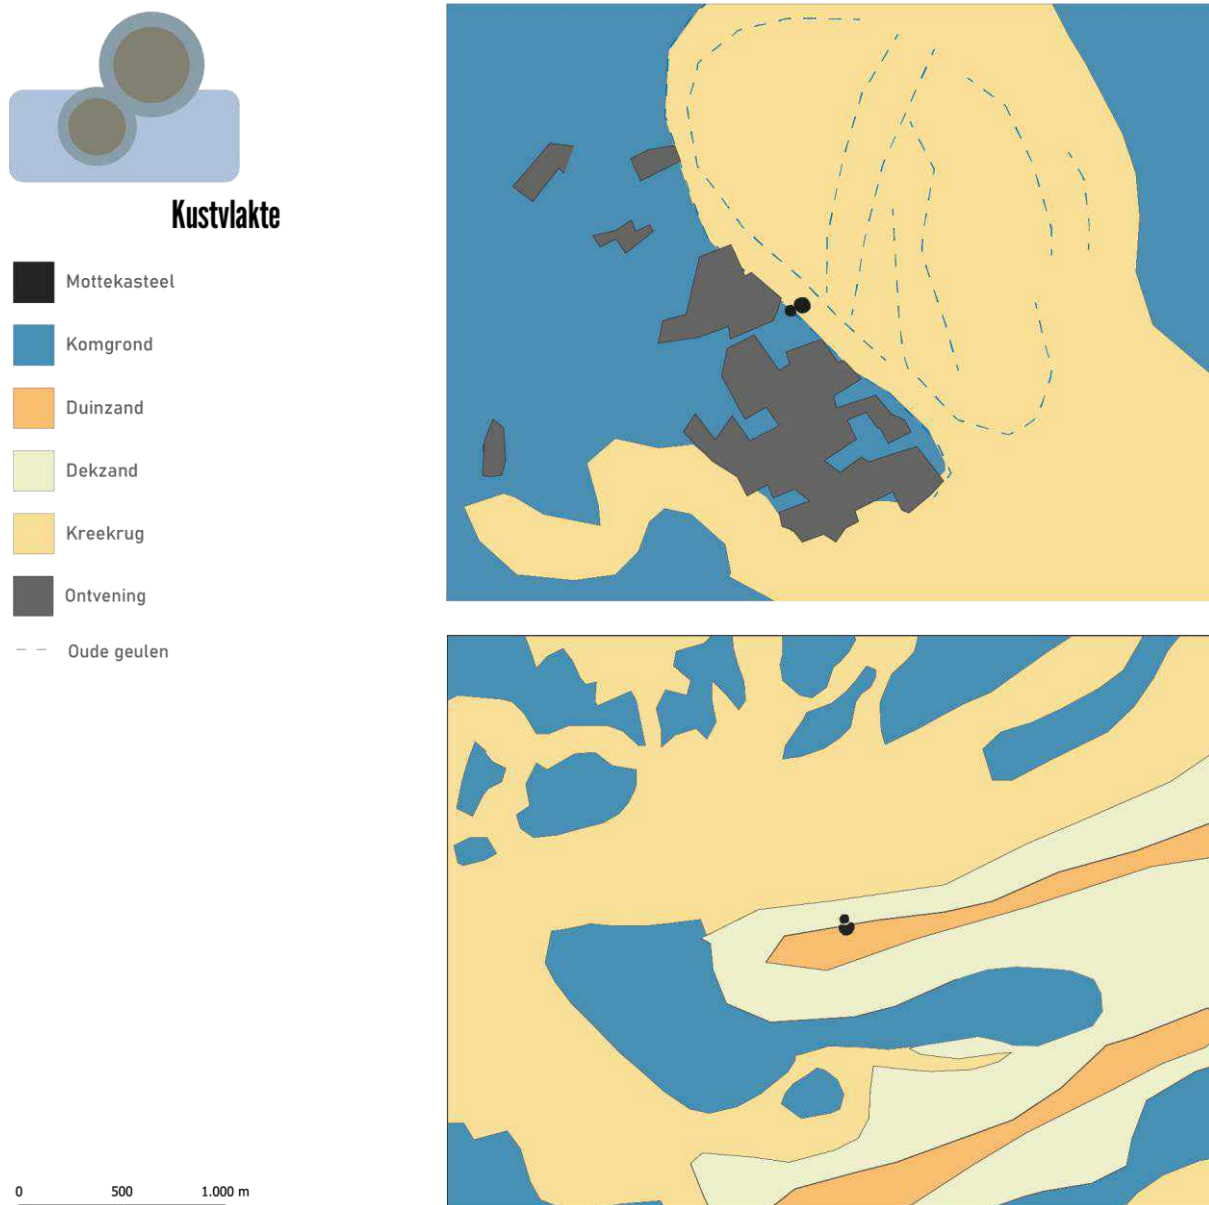 Kustvlakte
Mottekasteel
Komgrond
Duinzand
Dekzand
Kreekrug
Ontvening
Oude geulen
0 500 1.000 m